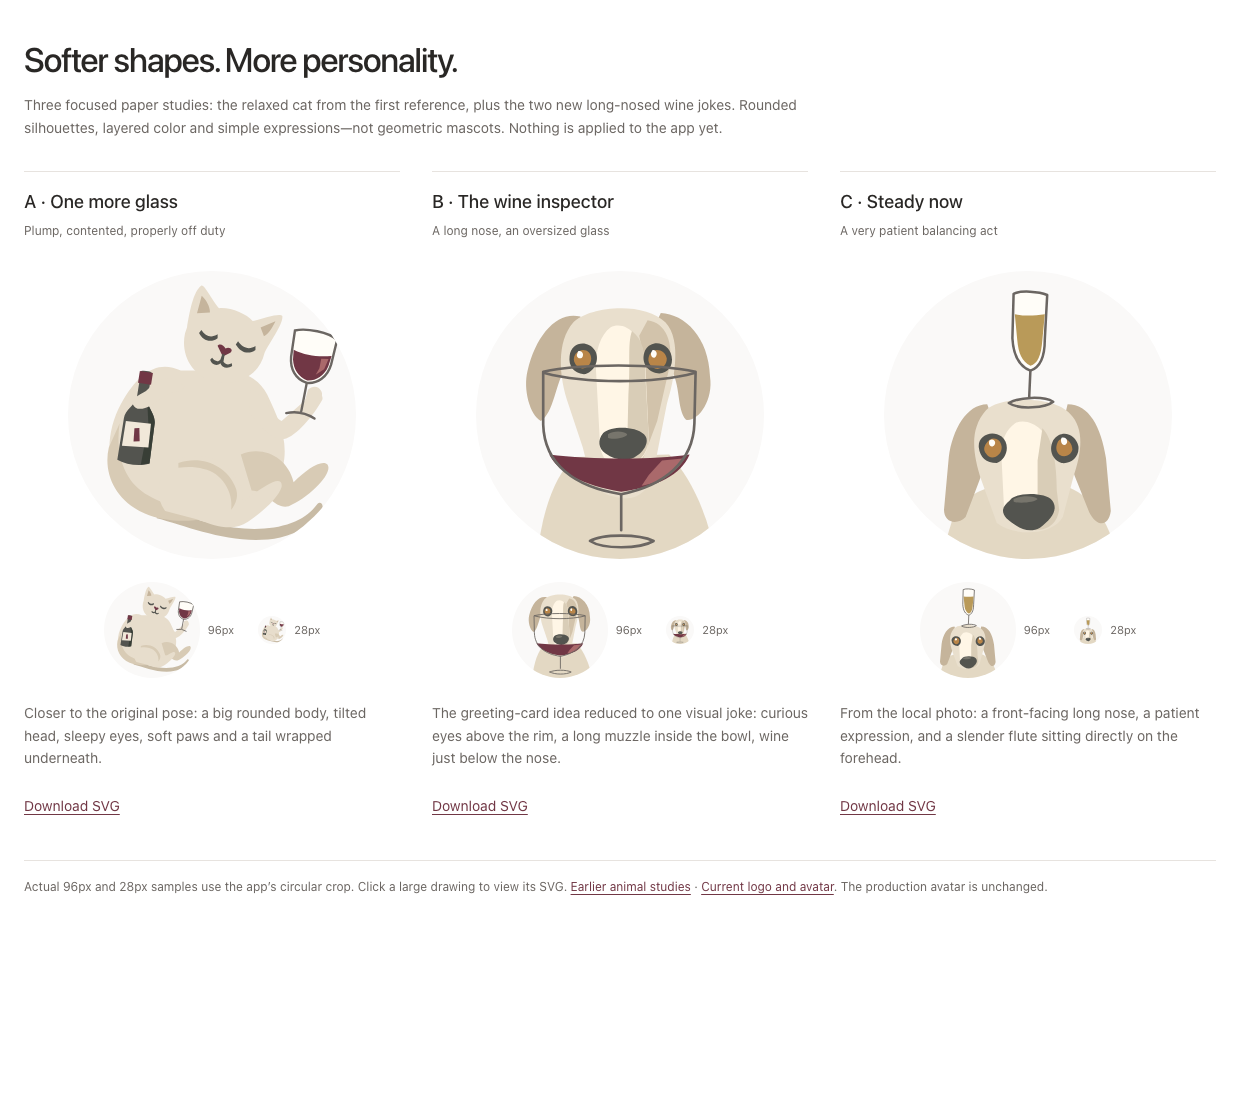 Softer shapes. More personality.
Three focused paper studies: the relaxed cat from the first reference, plus the two new long-nosed wine jokes. Rounded
silhouettes, layered color and simple expressions—not geometric mascots. Nothing is applied to the app yet.
A · One more glass
Plump, contented, properly off duty
96px
28px
Closer to the original pose: a big rounded body, tilted
head, sleepy eyes, soft paws and a tail wrapped
underneath.
Download SVG
B · The wine inspector
A long nose, an oversized glass
96px
28px
The greeting-card idea reduced to one visual joke: curious
eyes above the rim, a long muzzle inside the bowl, wine
just below the nose.
Download SVG
C · Steady now
A very patient balancing act
96px
28px
From the local photo: a front-facing long nose, a patient
expression, and a slender flute sitting directly on the
forehead.
Download SVG
Actual 96px and 28px samples use the app’s circular crop. Click a large drawing to view its SVG. Earlier animal studies · Current logo and avatar. The production avatar is unchanged.